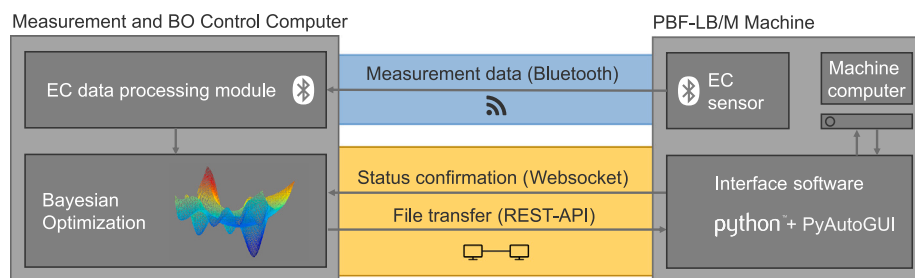 Measurement and BO Control Computer
PBF-LB/M Machine
EC data processing module
Measurement data (Bluetooth)
EC
sensor
Machine
computer
Bayesian
Optimization
Status confirmation (Websocket)
File transfer (REST-API)
Interface software
python™ + PyAutoGUI